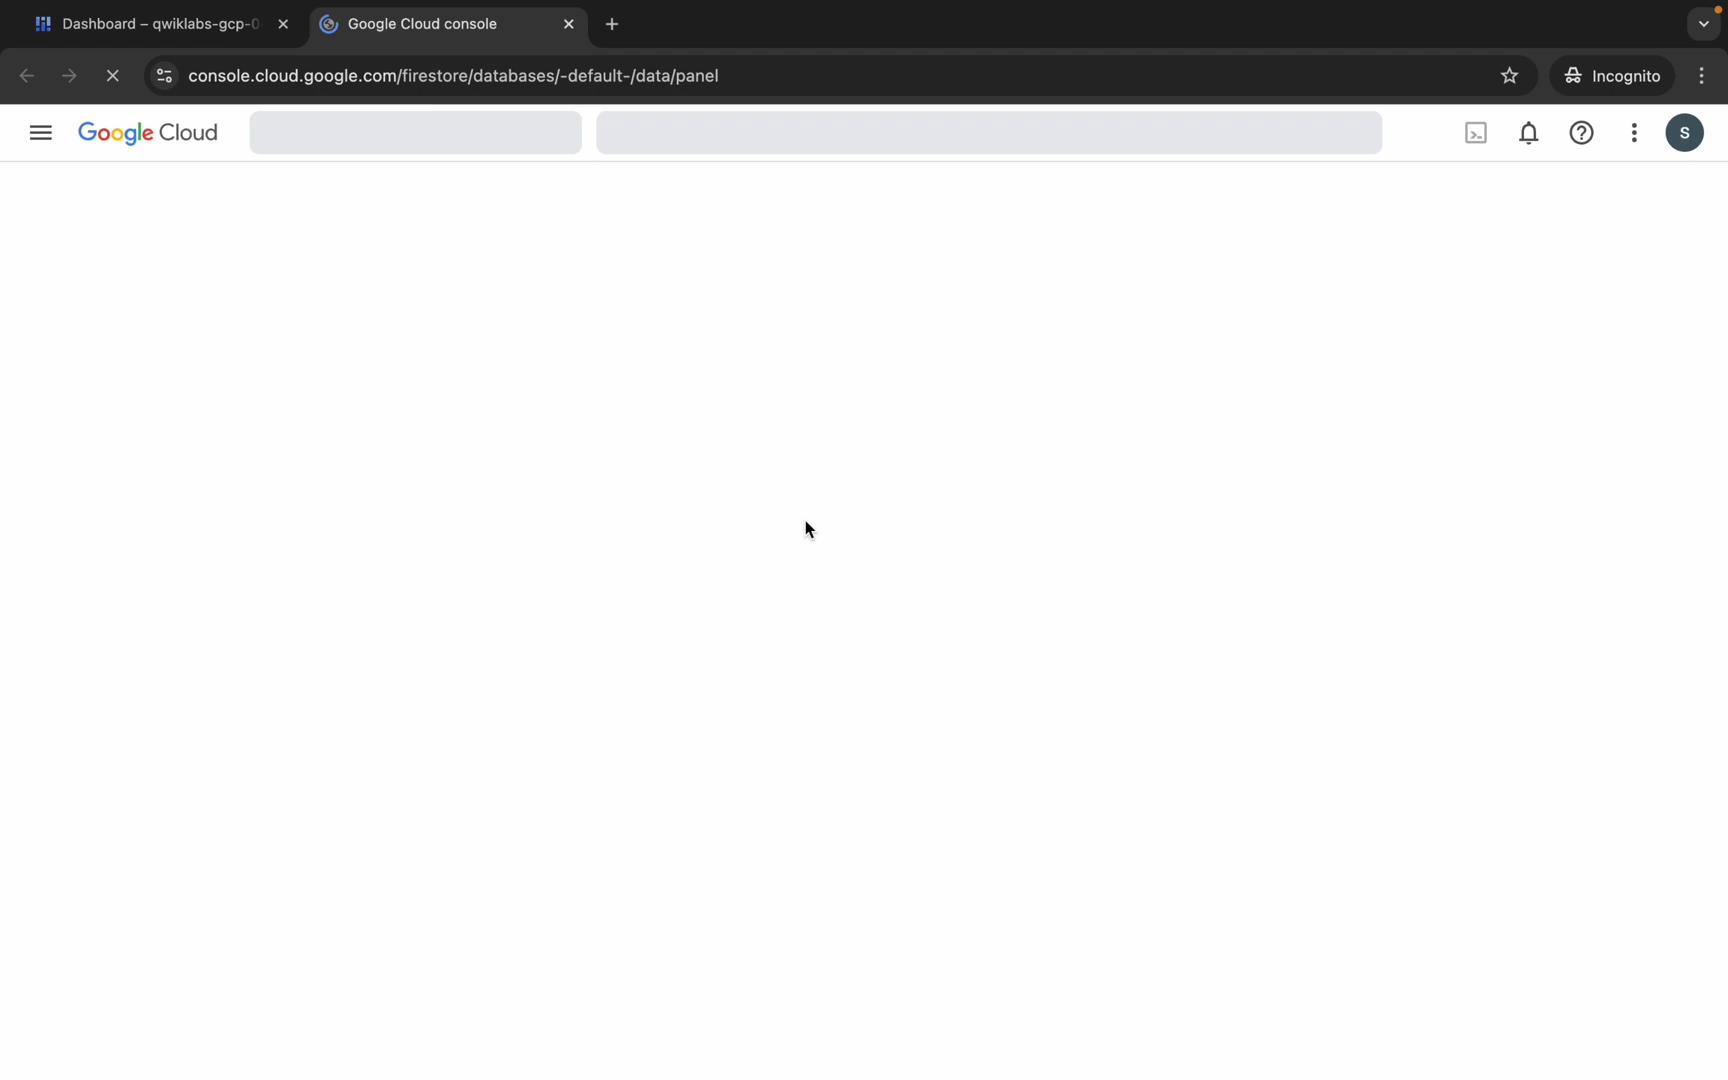 Dashboard – qwiklabs-gcp-0
Google Cloud console
console.cloud.google.com/firestore/databases/-default-/data/panel
Incognito
Google Cloud
S